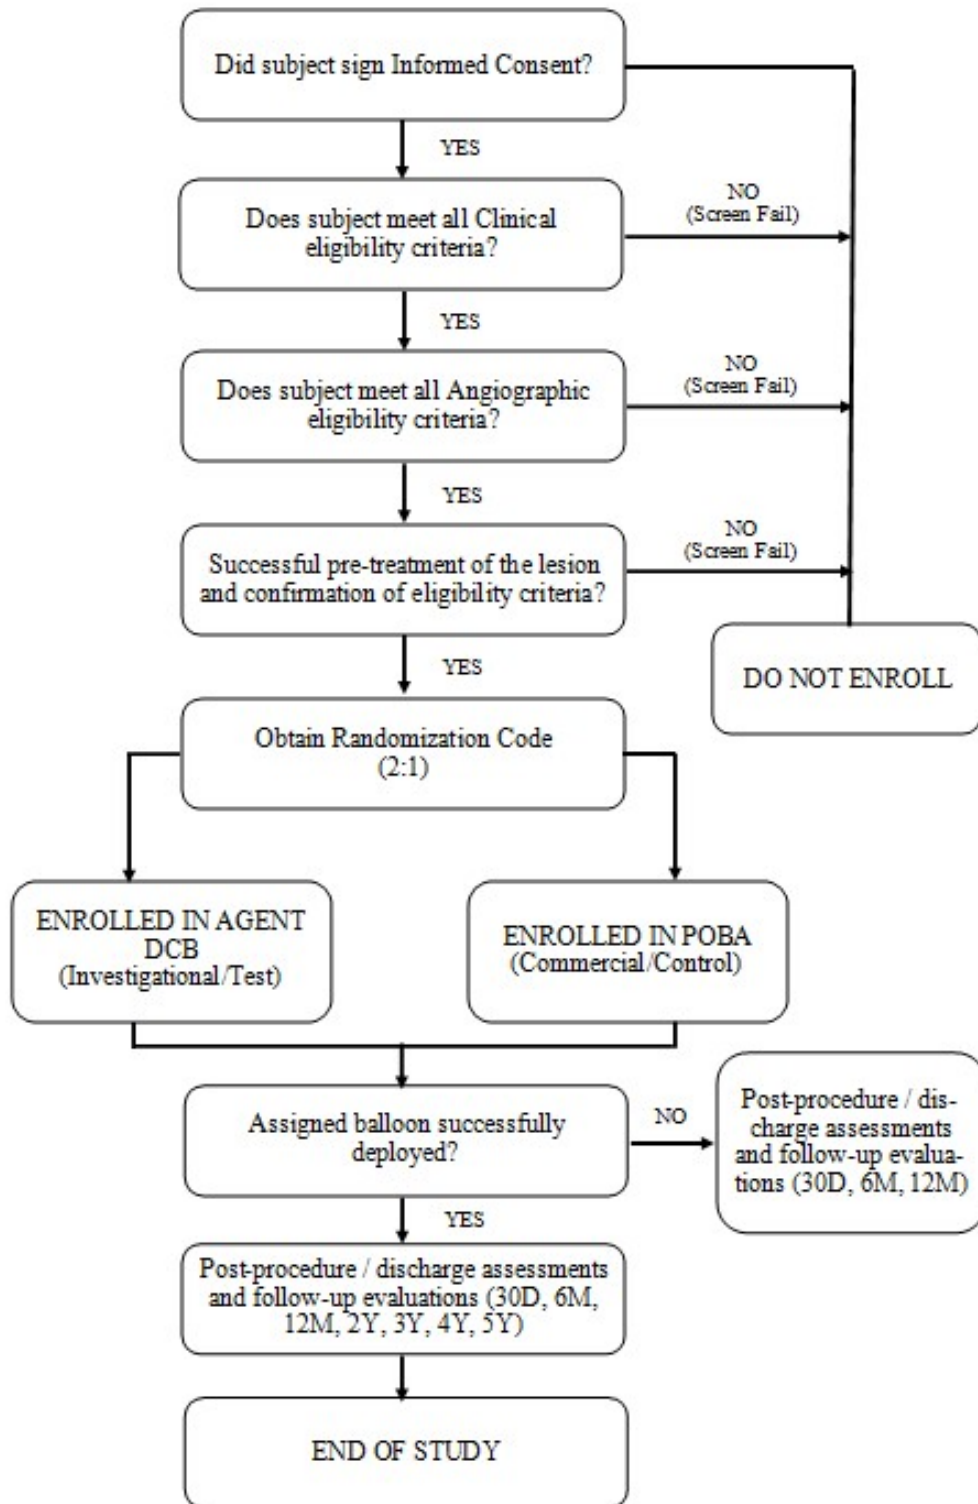 Did subject sign Informed Consent?
YES
Does subject meet all Clinical
eligibility criteria?
NO
(Screen Fail)
YES
Does subject meet all Angiographic
eligibility criteria?
NO
(Screen Fail)
YES
Successful pre-treatment of the lesion
and confirmation of eligibility criteria?
NO
(Screen Fail)
DO NOT ENROLL
YES
Obtain Randomization Code
(2:1)
ENROLLED IN AGENT
DCB
(Investigational/Test)
ENROLLED IN POBA
(Commercial/Control)
Assigned balloon successfully
deployed?
NO
Post-procedure / dis-
charge assessments
and follow-up evalua-
tions (30D, 6M, 12M)
YES
Post-procedure / discharge assessments
and follow-up evaluations (30D, 6M,
12M, 2Y, 3Y, 4Y, 5Y)
END OF STUDY